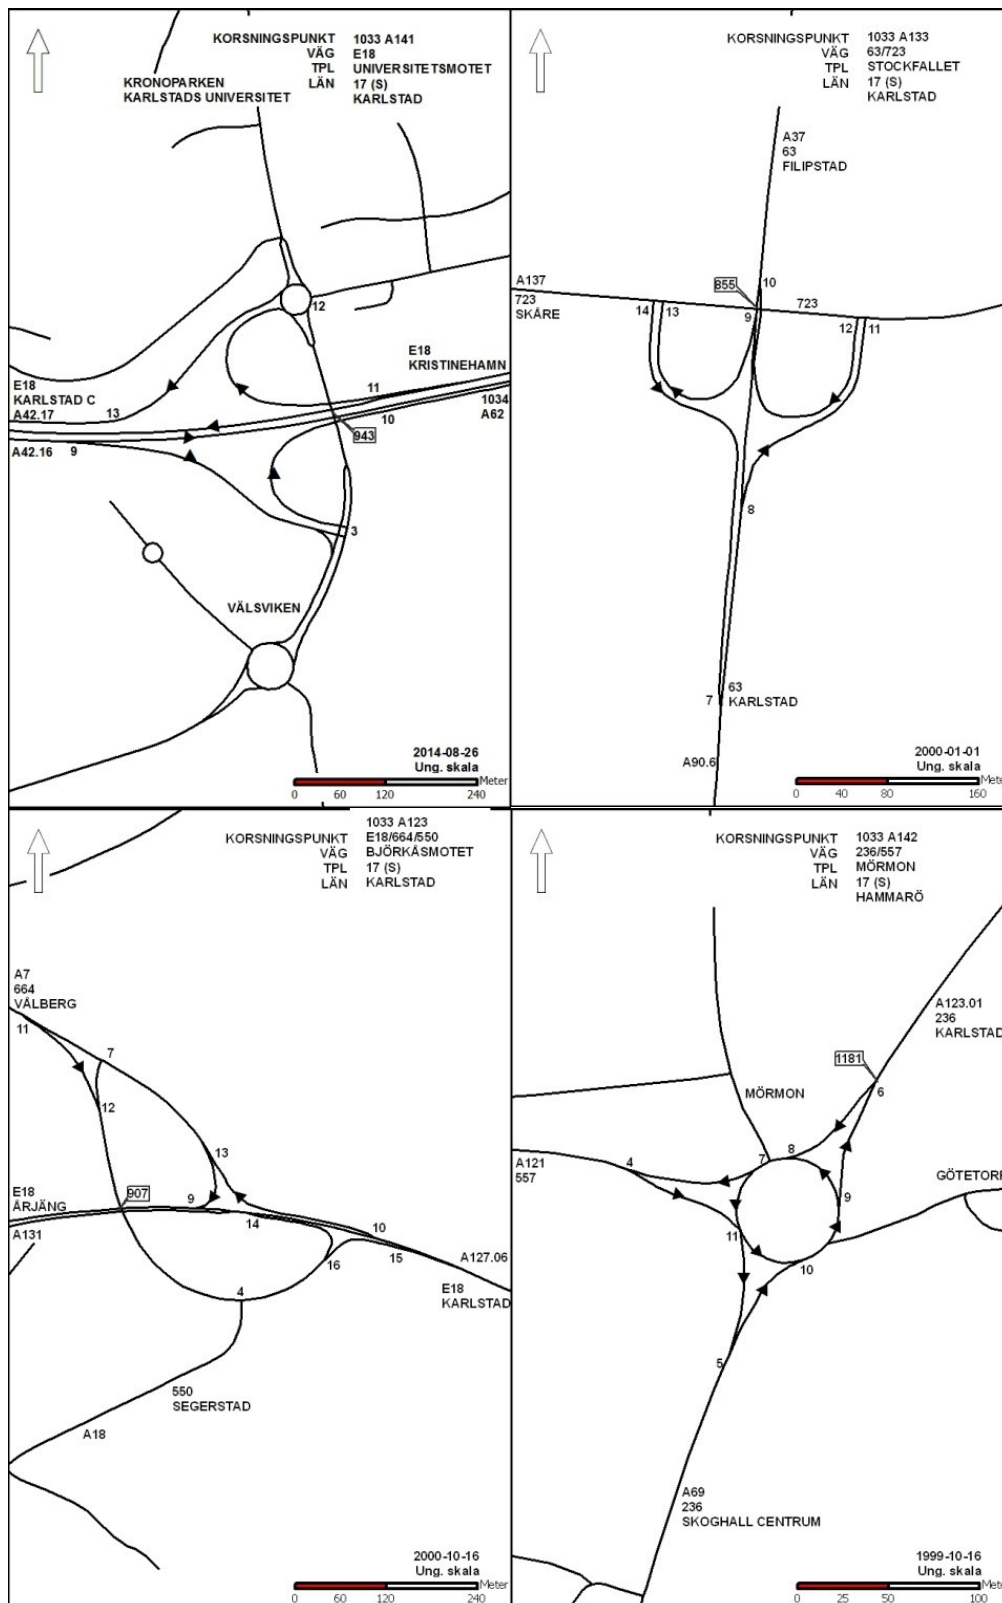 KORSNINGSPUNKT 1033 A141
VÄG E18
TPL UNIVERSITETSMOTET
LÄN 17 (S)
KARLSTAD
KRONOPARKEN
KARLSTADS UNIVERSITET
12
E18
KRISTINEHAMN
11
10
1034
A62
E18
KARLSTAD C
A42.17
13
943
A42.16
9
3
VÄLSVIKEN
2014-08-26
Ung. skala
Meter
0 60 120 240
KORSNINGSPUNKT 1033 A133
VÄG 63/723
TPL STOCKFALLET
LÄN 17 (S)
KARLSTAD
A37
63
FILIPSTAD
A137
723
SKÅRE
855
10
723
14 13
9
12 11
8
7
63
KARLSTAD
A90.6
2000-01-01
Ung. skala
Meter
0 40 80 160
1033 A123
KORSNINGSPUNKT E18/664/550
VÄG BJÖRKÅSMOTET
TPL 17 (S)
LÄN KARLSTAD
A7
664
VÅLBERG
11
7
12
13
E18
ÅRJÄNG
A131
907
9
14
10
15
16
A127.06
E18
KARLSTAD
4
550
SEGERSTAD
A18
2000-10-16
Ung. skala
Meter
0 60 120 240
1033 A142
KORSNINGSPUNKT 236/557
VÄG MÖRMON
TPL 17 (S)
LÄN HAMMARÖ
A123.01
236
KARLSTAD
1181
6
MÖRMON
A121
557
4
7
8
9
GÖTETORP
11
10
5
A69
236
SKOGHALL CENTRUM
1999-10-16
Ung. skala
Meter
0 25 50 100